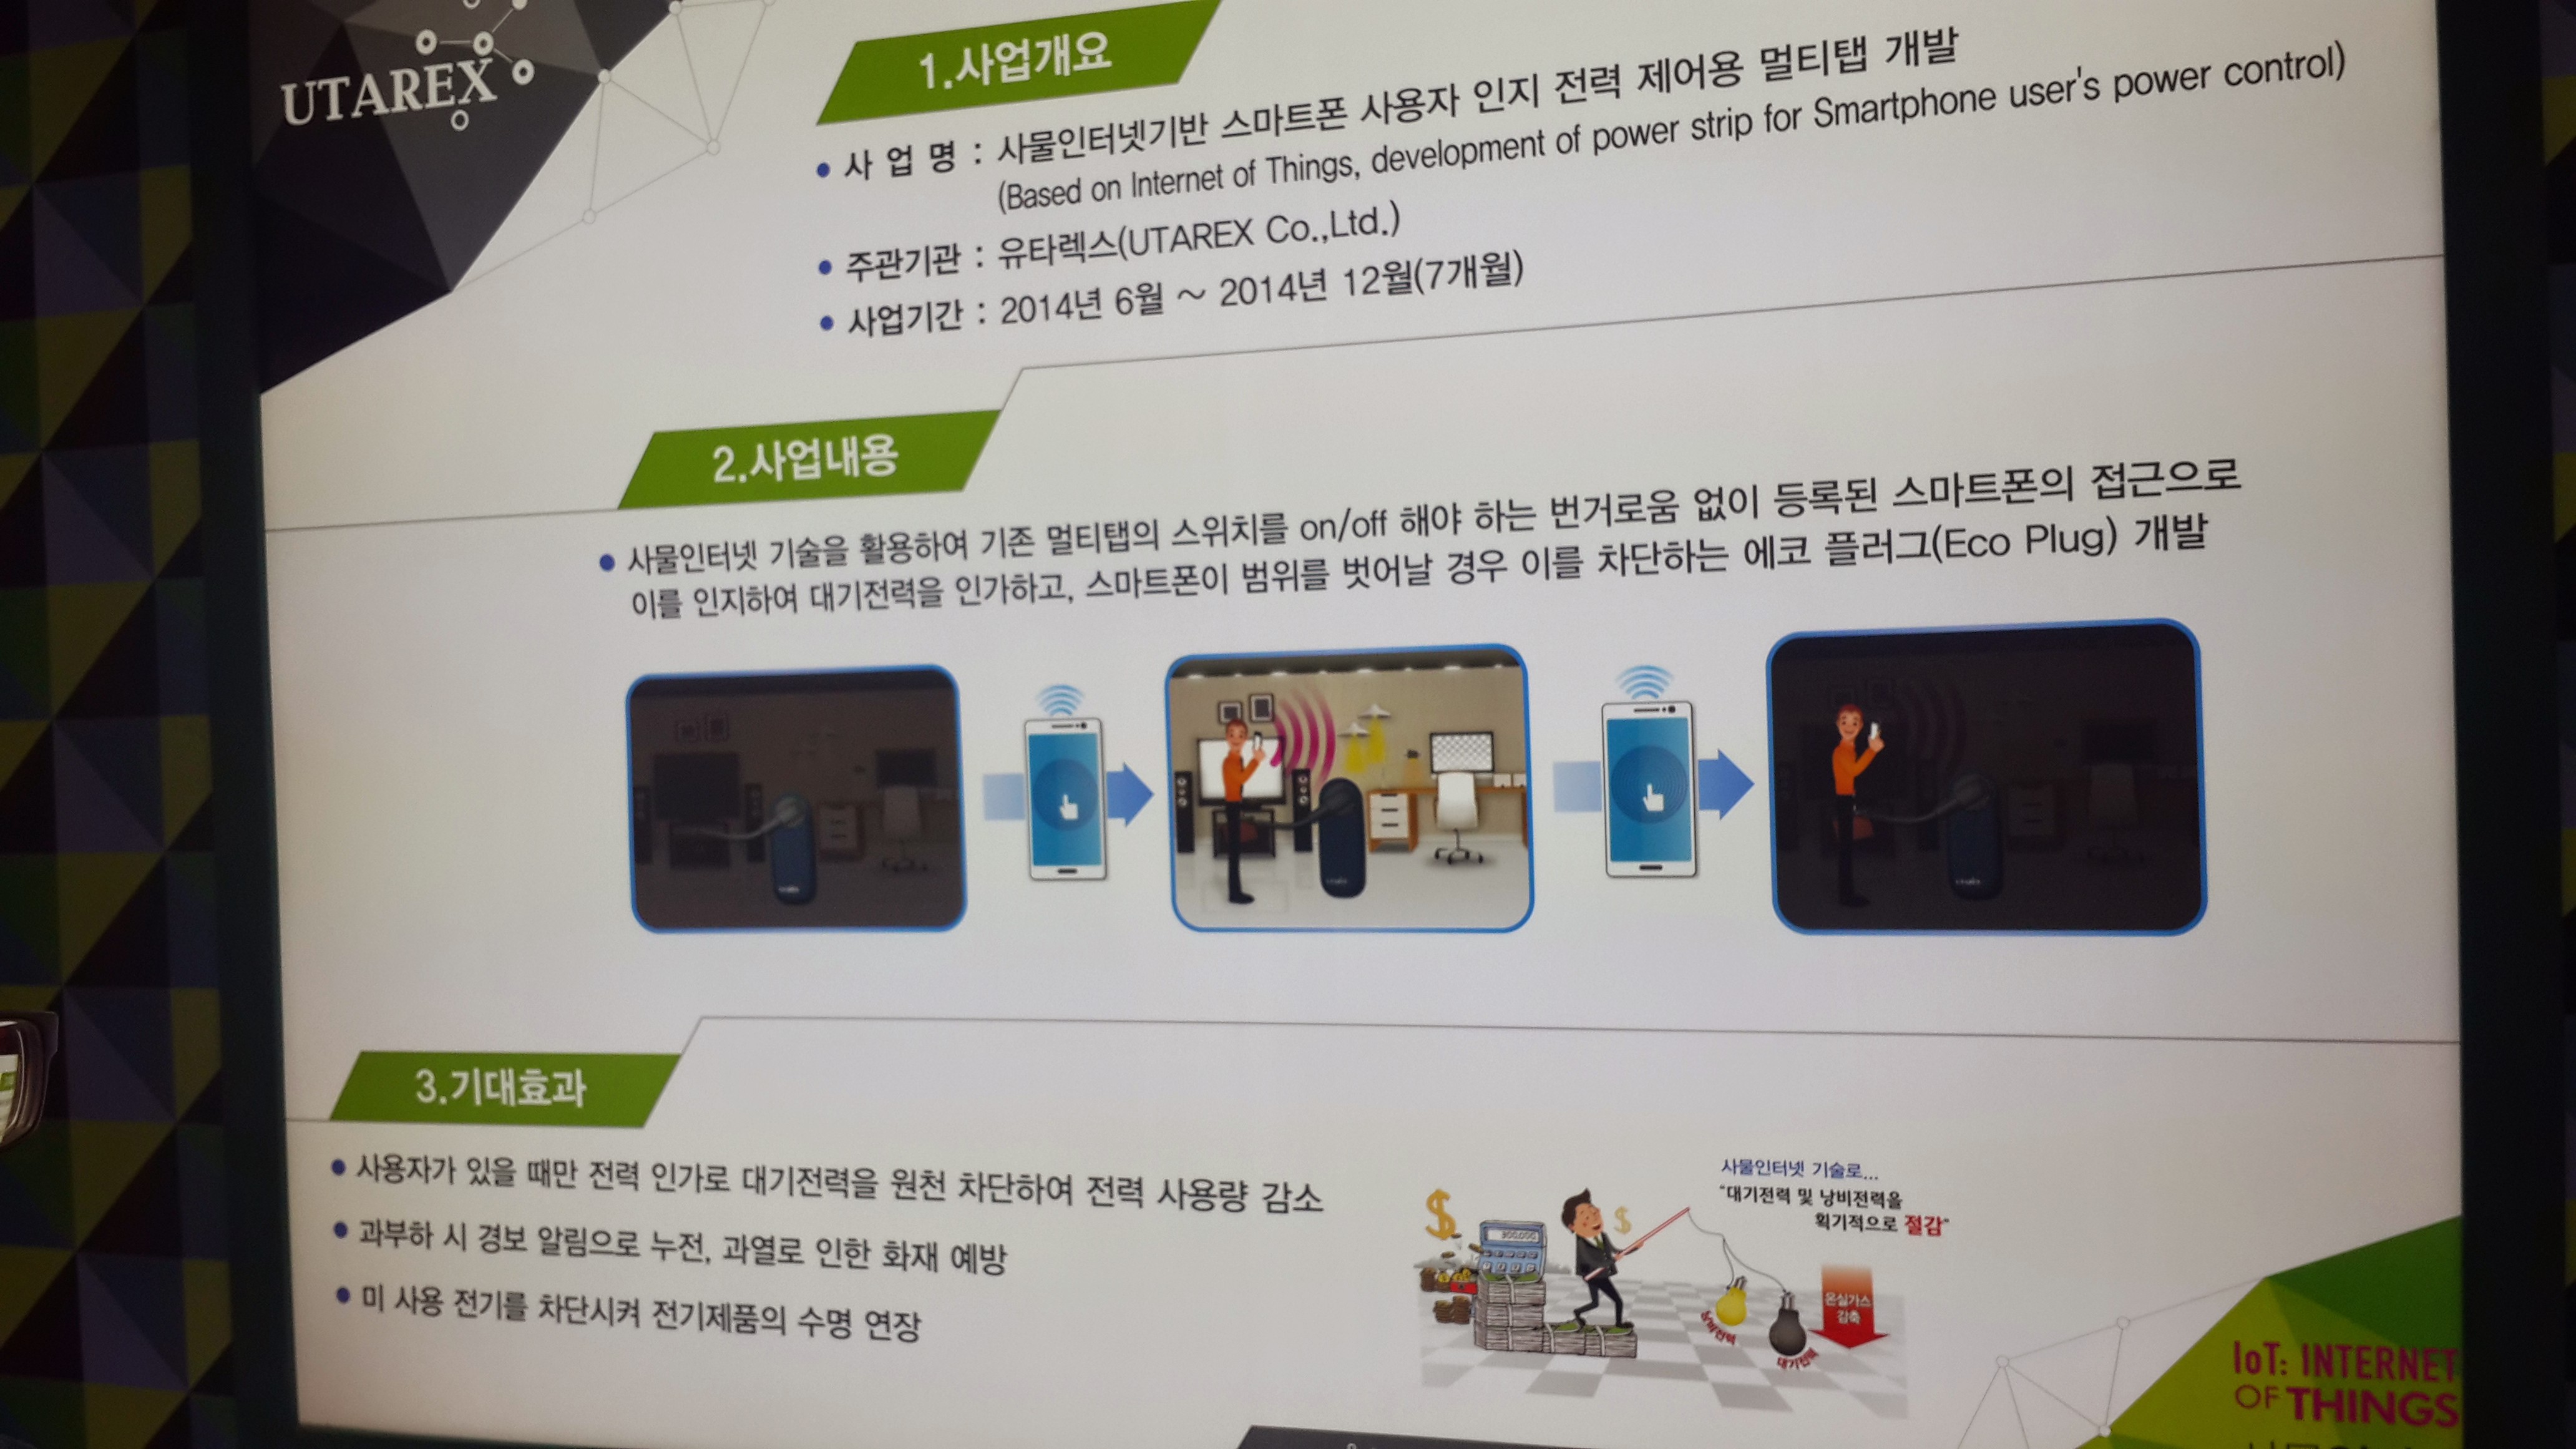 UTAREX
1.사업개요
• 사 업 명 : 사물인터넷기반 스마트폰 사용자 인지 전력 제어용 멀티탭 개발
(Based on Internet of Things, development of power strip for Smartphone user's power control)
• 주관기관 : 유타렉스(UTAREX Co.,Ltd.)
• 사업기간 : 2014년 6월 ~ 2014년 12월(7개월)
2.사업내용
• 사물인터넷 기술을 활용하여 기존 멀티탭의 스위치를 on/off 해야 하는 번거로움 없이 등록된 스마트폰의 접근으로
이를 인지하여 대기전력을 인가하고, 스마트폰이 범위를 벗어날 경우 이를 차단하는 에코 플러그(Eco Plug) 개발
3.기대효과
• 사용자가 있을 때만 전력 인가로 대기전력을 원천 차단하여 전력 사용량 감소
• 과부하 시 경보 알림으로 누전, 과열로 인한 화재 예방
• 미 사용 전기를 차단시켜 전기제품의 수명 연장
사물인터넷 기술로...
"대기전력 및 낭비전력을
획기적으로 절감"
온실가스
감축
대기전력
IoT: INTERNET
OF THINGS